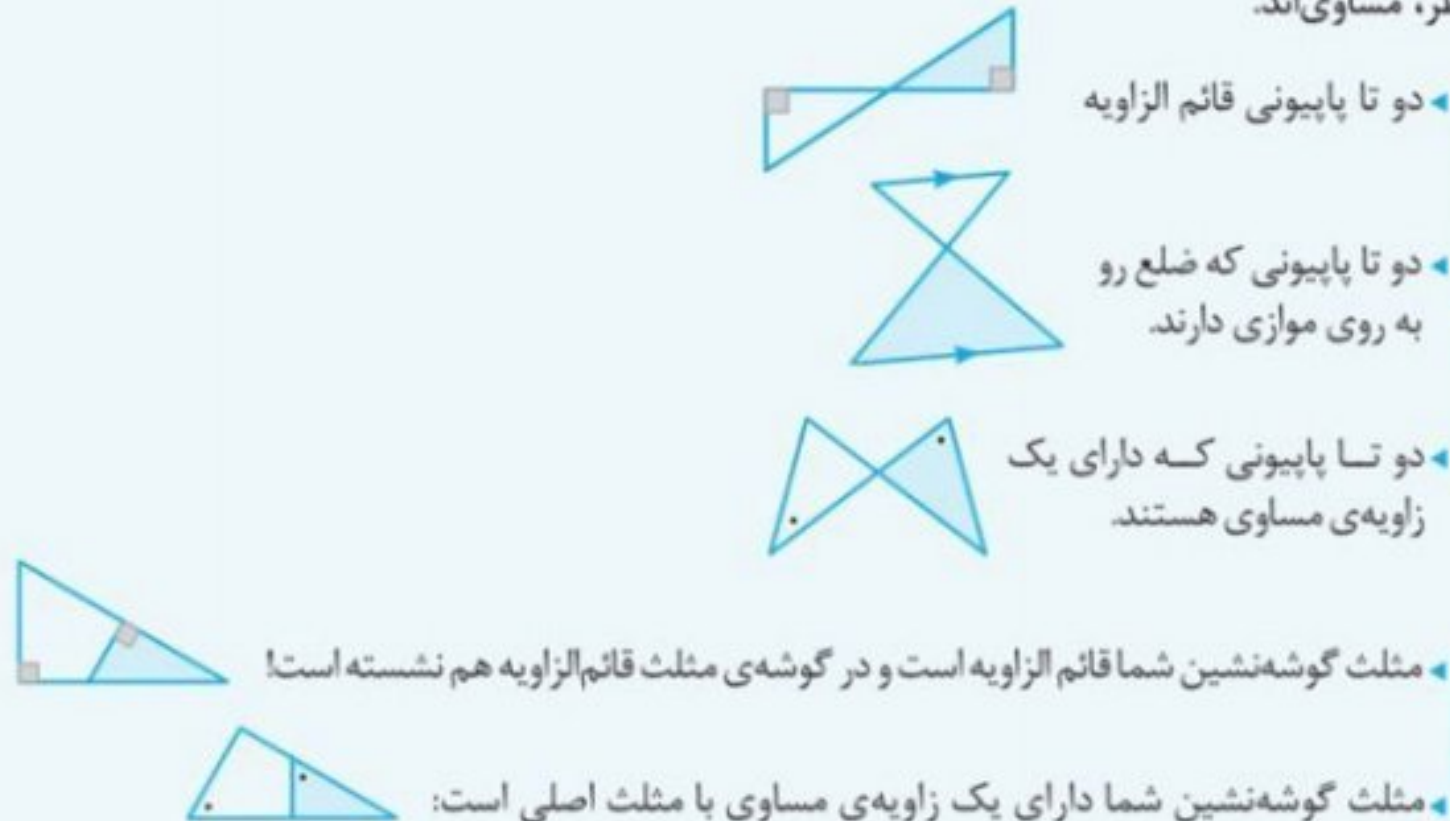 مساوی‌اند.
دو تا پاپیونی قائم الزاویه
دو تا پاپیونی که ضلع رو
به روی موازی دارند.
دو تــا پاپیونی کــه دارای یک
زاویه‌ی مساوی هستند.
مثلث گوشه‌نشین شما قائم الزاویه است و در گوشه‌ی مثلث قائم‌الزاویه هم نشسته است!
مثلث گوشه‌نشین شما دارای یک زاویه‌ی مساوی با مثلث اصلی است: